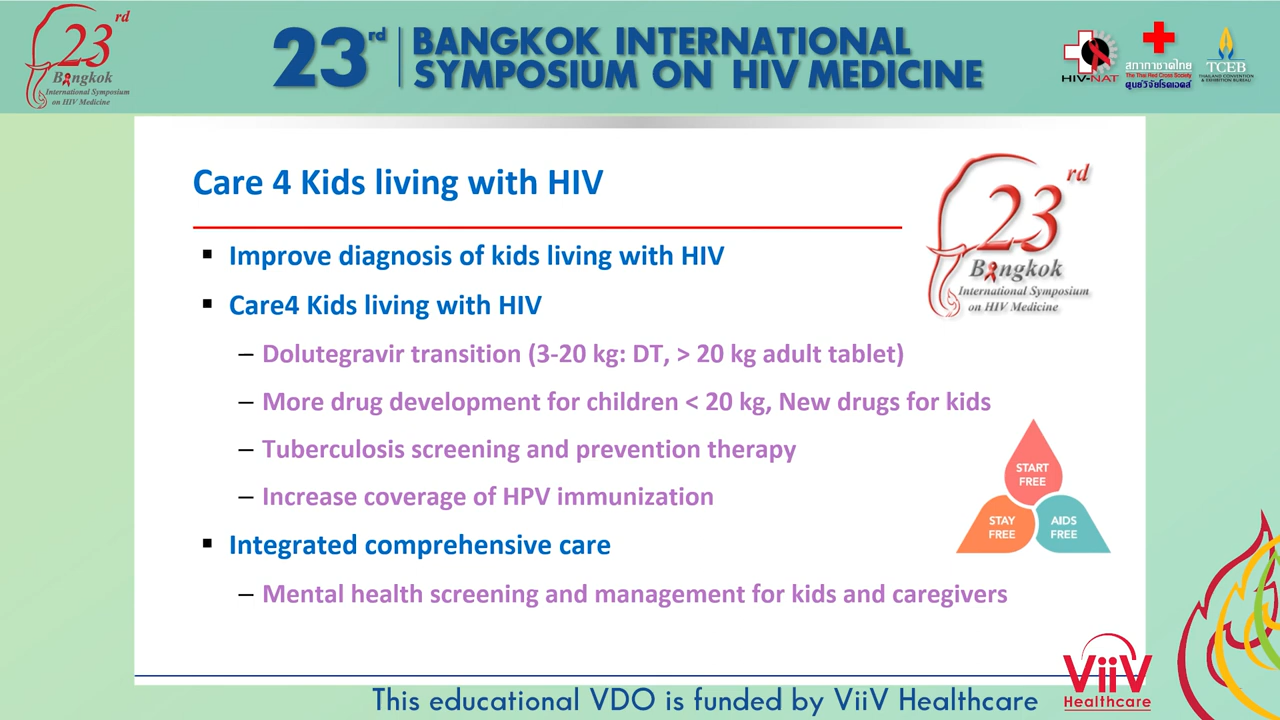 23rd
Bangkok
International Symposium
on HIV Medicine
23rd
BANGKOK INTERNATIONAL
SYMPOSIUM ON HIV MEDICINE
HIV-NAT
สภากาชาดไทย
The Thai Red Cross Society
ศูนย์วิจัยโรคเอดส์
TCEB
THAILAND CONVENTION
& EXHIBITION BUREAU
Care 4 Kids living with HIV
23rd
Bangkok
International Symposium
on HIV Medicine
▪ Improve diagnosis of kids living with HIV
▪ Care4 Kids living with HIV
– Dolutegravir transition (3-20 kg: DT, > 20 kg adult tablet)
– More drug development for children < 20 kg, New drugs for kids
– Tuberculosis screening and prevention therapy
– Increase coverage of HPV immunization
▪ Integrated comprehensive care
– Mental health screening and management for kids and caregivers
START
FREE
STAY
FREE
AIDS
FREE
This educational VDO is funded by ViiV Healthcare
ViiV
Healthcare